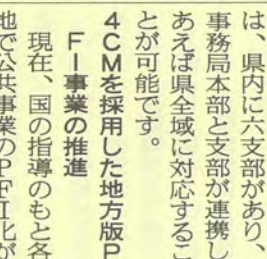 は、県内に六支部があり、
事務局本部と支部が連携し
あえば県全域に対応するこ
とが可能です。
4CMを採用した地方版P
FI事業の推進
現在、国の指導のもと各
地で公共事業のPFI化が